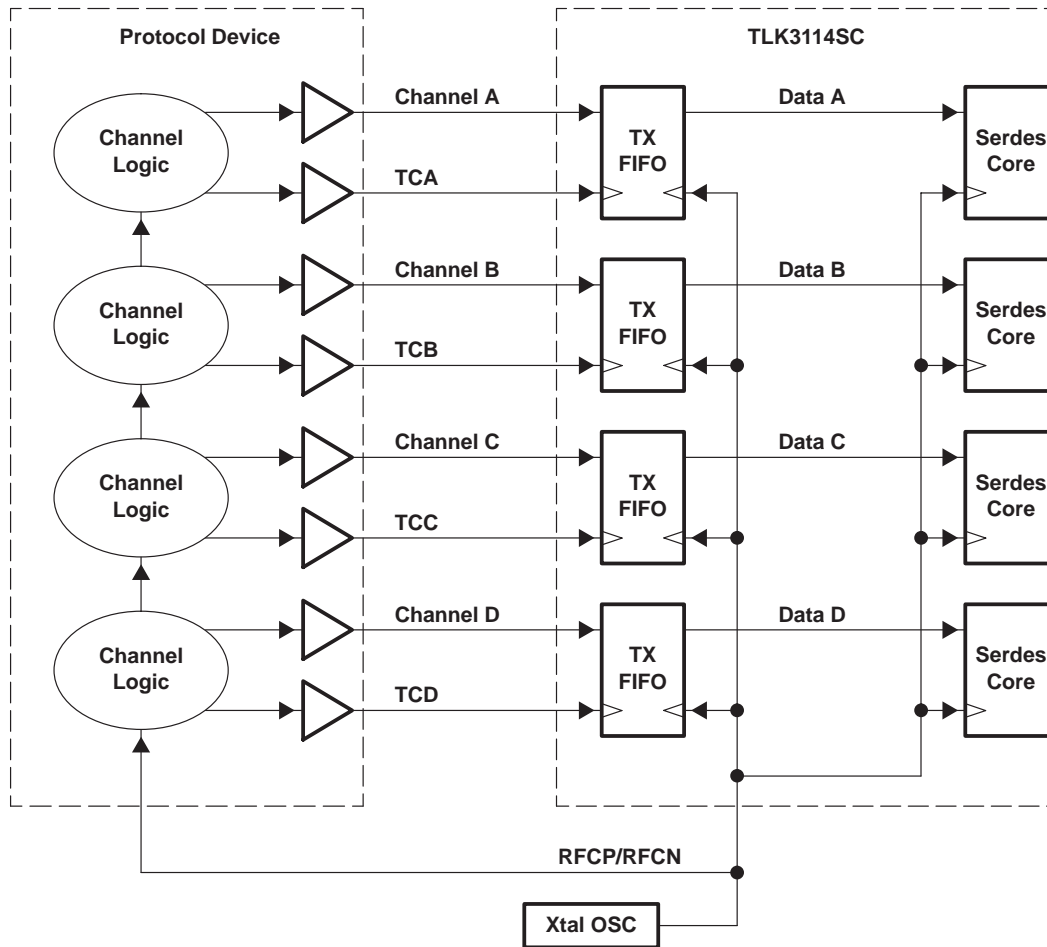 Protocol Device
TLK3114SC
Channel
Logic
Channel A
TX
FIFO
Data A
Serdes
Core
TCA
Channel
Logic
Channel B
TX
FIFO
Data B
Serdes
Core
TCB
Channel
Logic
Channel C
TX
FIFO
Data C
Serdes
Core
TCC
Channel
Logic
Channel D
TX
FIFO
Data D
Serdes
Core
TCD
RFCP/RFCN
Xtal OSC